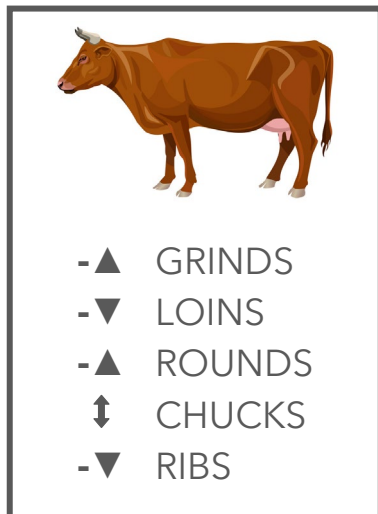 -▲ GRINDS
-▼ LOINS
-▲ ROUNDS
↕ CHUCKS
-▼ RIBS